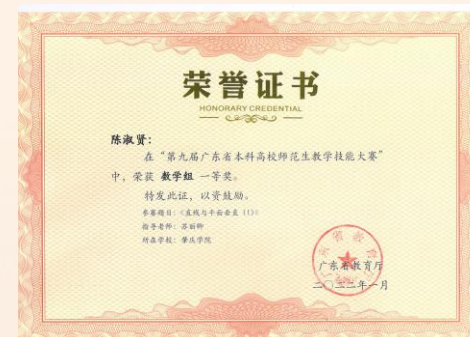 荣誉证书
HONORARY CREDENTIAL
陈淑贤：
在“第九届广东省本科高校师范生教学技能大赛”
中，荣获 数学组 一等奖。
特发此证，以资鼓励。
参赛题目：《直线与平面垂直（1）》
指导老师：苏丽卿
所在学校：肇庆学院
广东省教育厅
二〇二二年一月